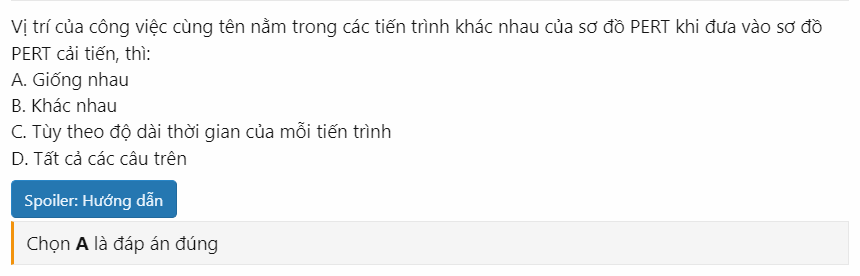 Vị trí của công việc cùng tên nằm trong các tiến trình khác nhau của sơ đồ PERT khi đưa vào sơ đồ
PERT cải tiến, thì:
A. Giống nhau
B. Khác nhau
C. Tùy theo độ dài thời gian của mỗi tiến trình
D. Tất cả các câu trên
Spoiler: Hướng dẫn
Chọn A là đáp án đúng